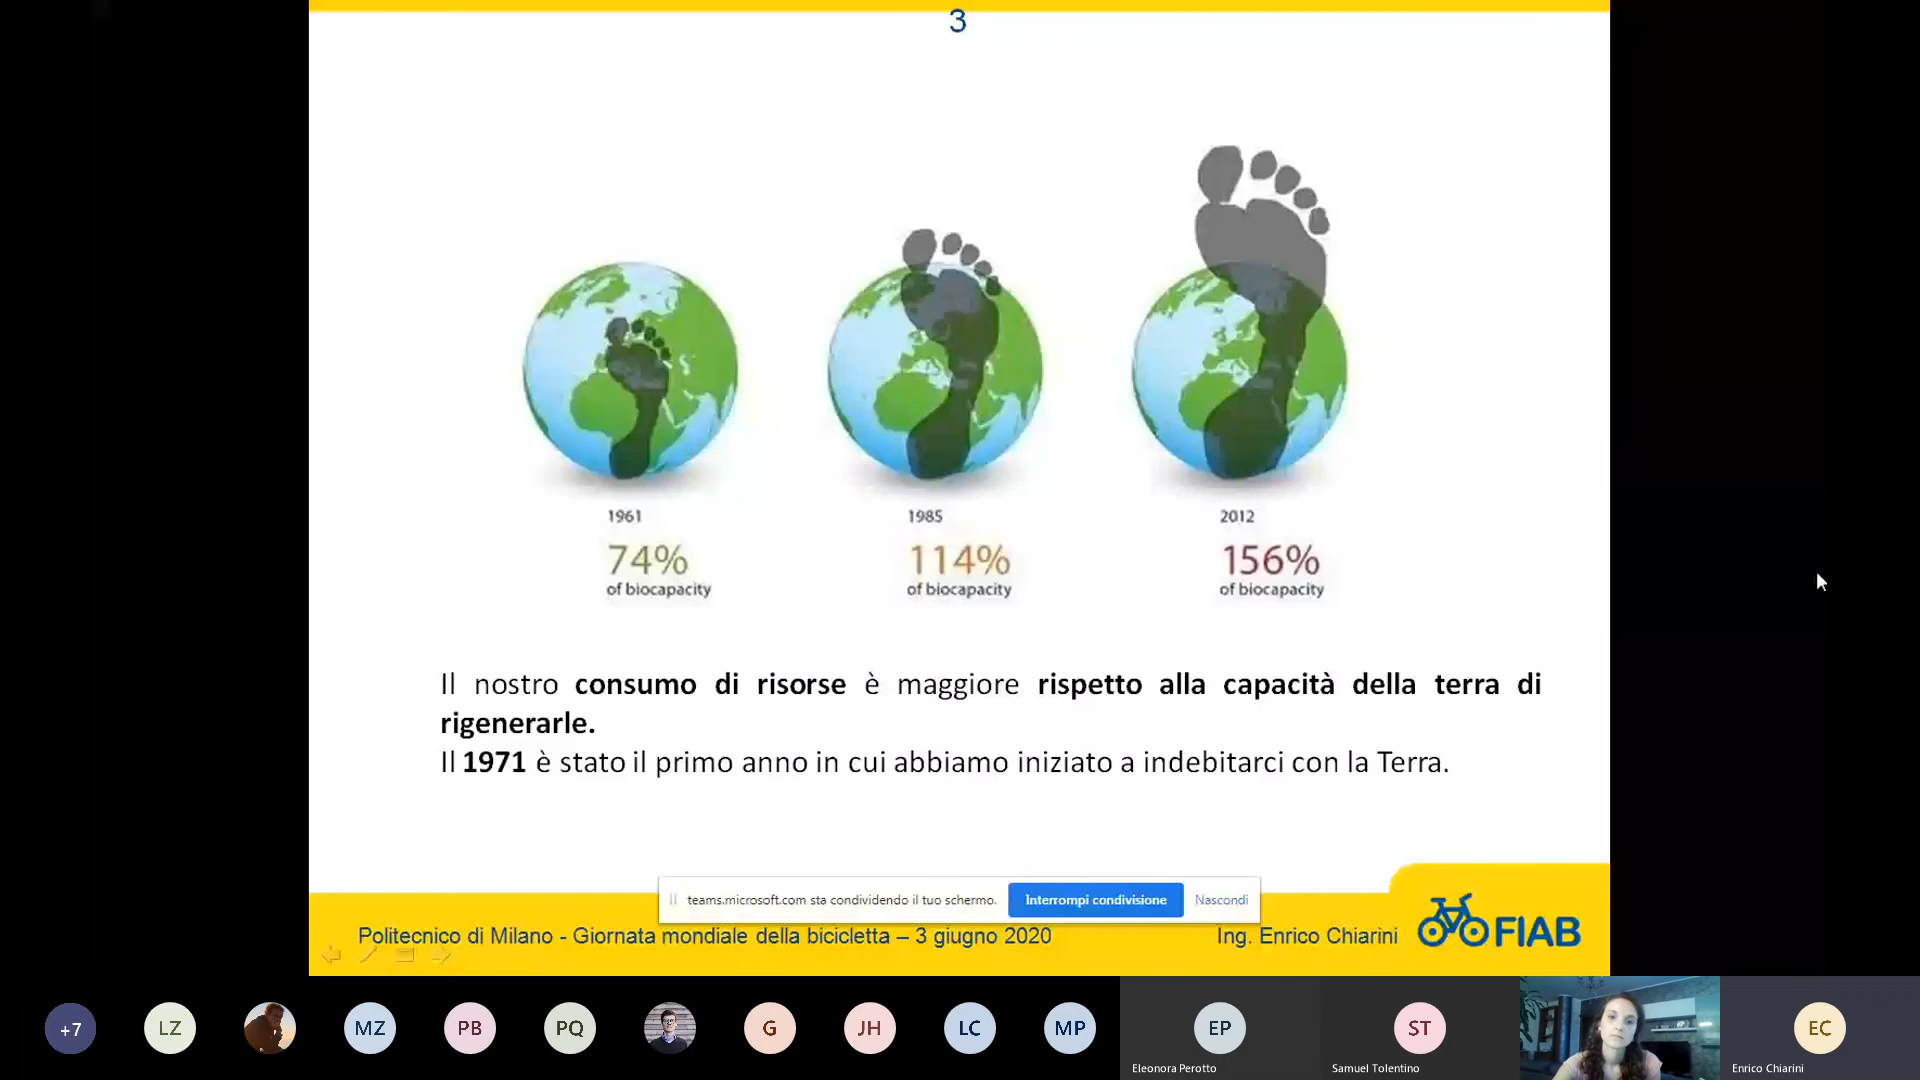 3
1961
74%
of biocapacity
1985
114%
of biocapacity
2012
156%
of biocapacity
Il nostro consumo di risorse è maggiore rispetto alla capacità della terra di
rigenerarle.
Il 1971 è stato il primo anno in cui abbiamo iniziato a indebitarci con la Terra.
teams.microsoft.com sta condividendo il tuo schermo.
Interrompi condivisione
Nascondi
Politecnico di Milano - Giornata mondiale della bicicletta – 3 giugno 2020
Ing. Enrico Chiarini
FIAB
+7
LZ
MZ
PB
PQ
G
JH
LC
MP
EP
Eleonora Perotto
ST
Samuel Tolentino
EC
Enrico Chiarini